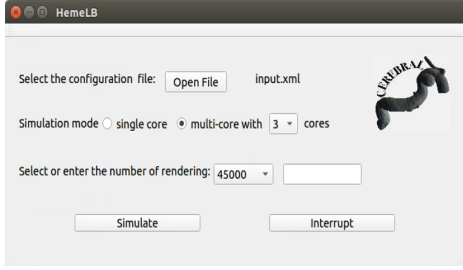 HemeLB
CEREBRAL
Select the configuration file: Open File input.xml
Simulation mode single core multi-core with 3 cores
Select or enter the number of rendering: 45000
Simulate Interrupt